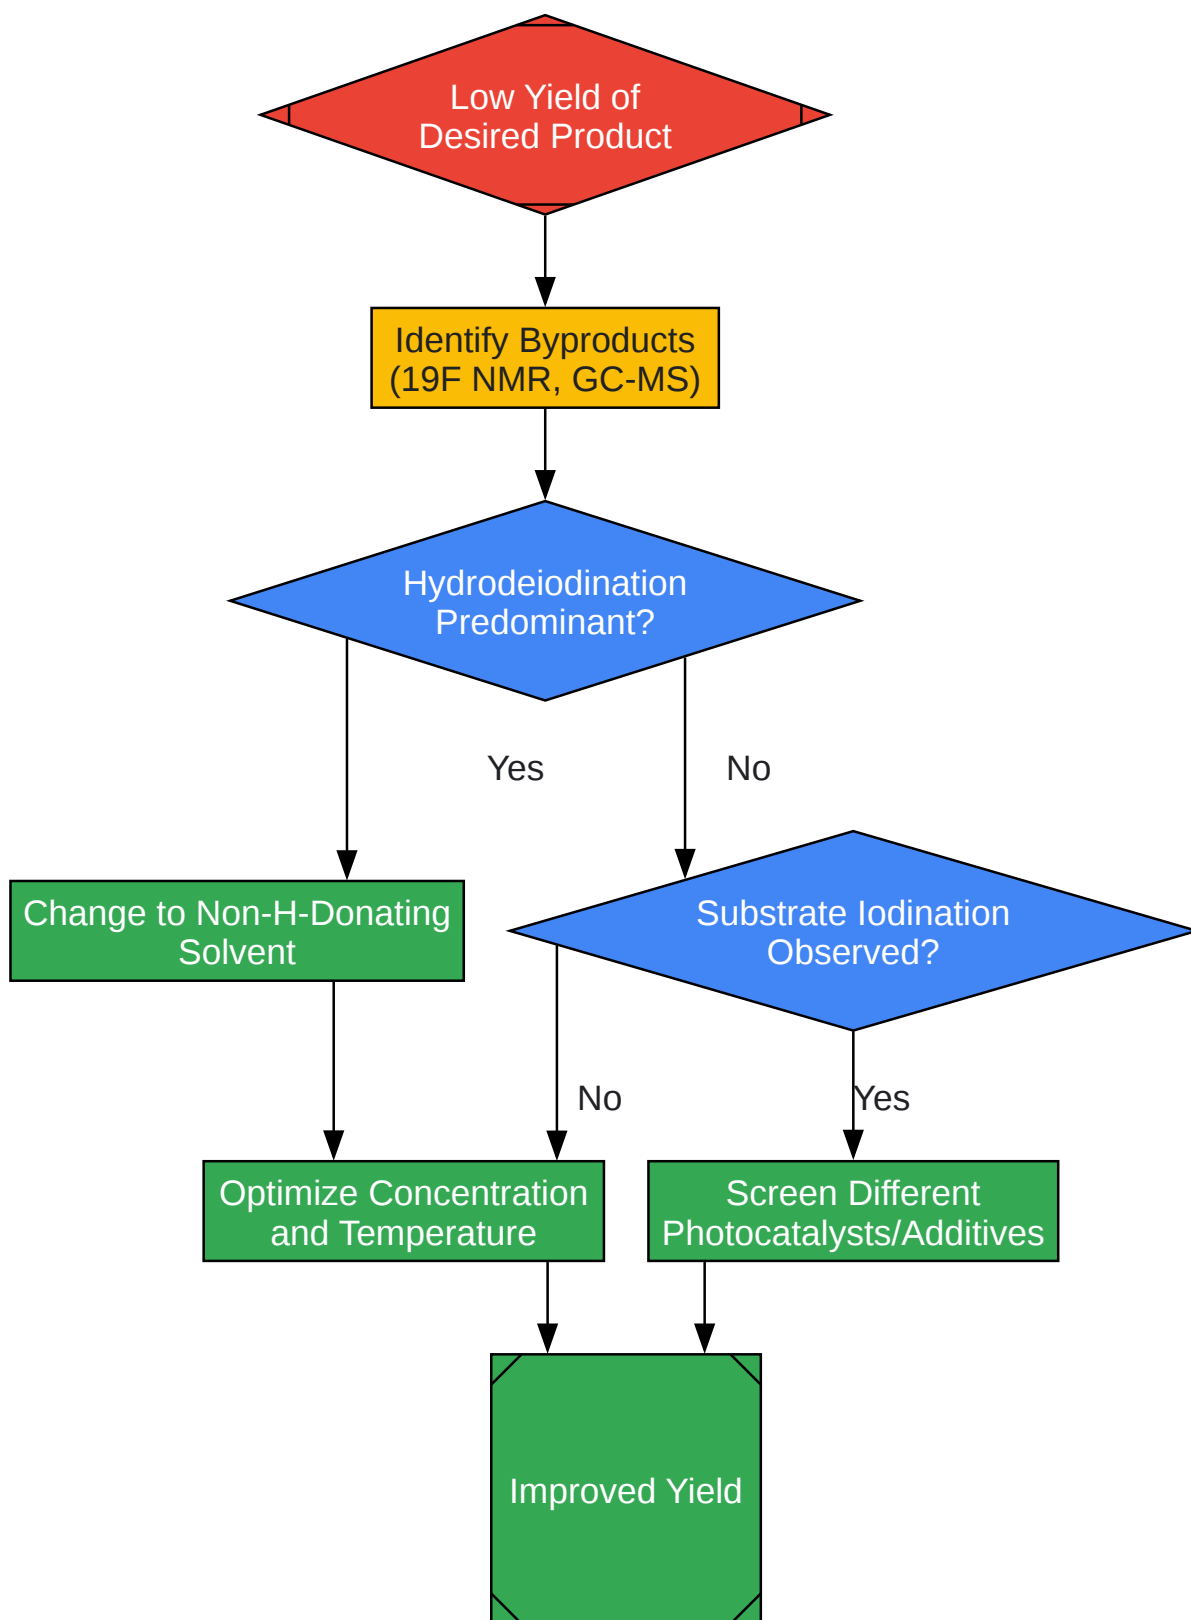 Low Yield of
Desired Product
Identify Byproducts
(19F NMR, GC-MS)
Hydrodeiodination
Predominant?
Yes
No
Change to Non-H-Donating
Solvent
Substrate Iodination
Observed?
No
Yes
Optimize Concentration
and Temperature
Screen Different
Photocatalysts/Additives
Improved Yield